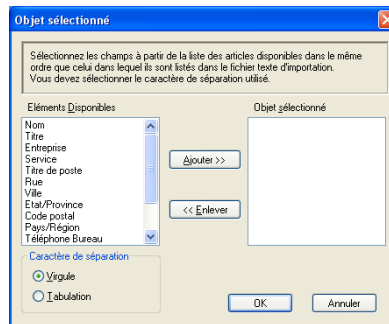 Objet sélectionné
Sélectionnez les champs à partir de la liste des articles disponibles dans le même
ordre que celui dans lequel ils sont listés dans le fichier texte d'importation.
Vous devez sélectionner le caractère de séparation utilisé.
Eléments Disponibles
Objet sélectionné
Nom
Titre
Entreprise
Service
Titre de poste
Rue
Ville
Etat/Province
Code postal
Pays/Région
Téléphone Bureau
Ajouter >>
<< Enlever
Caractère de séparation
Virgule
Tabulation
OK
Annuler